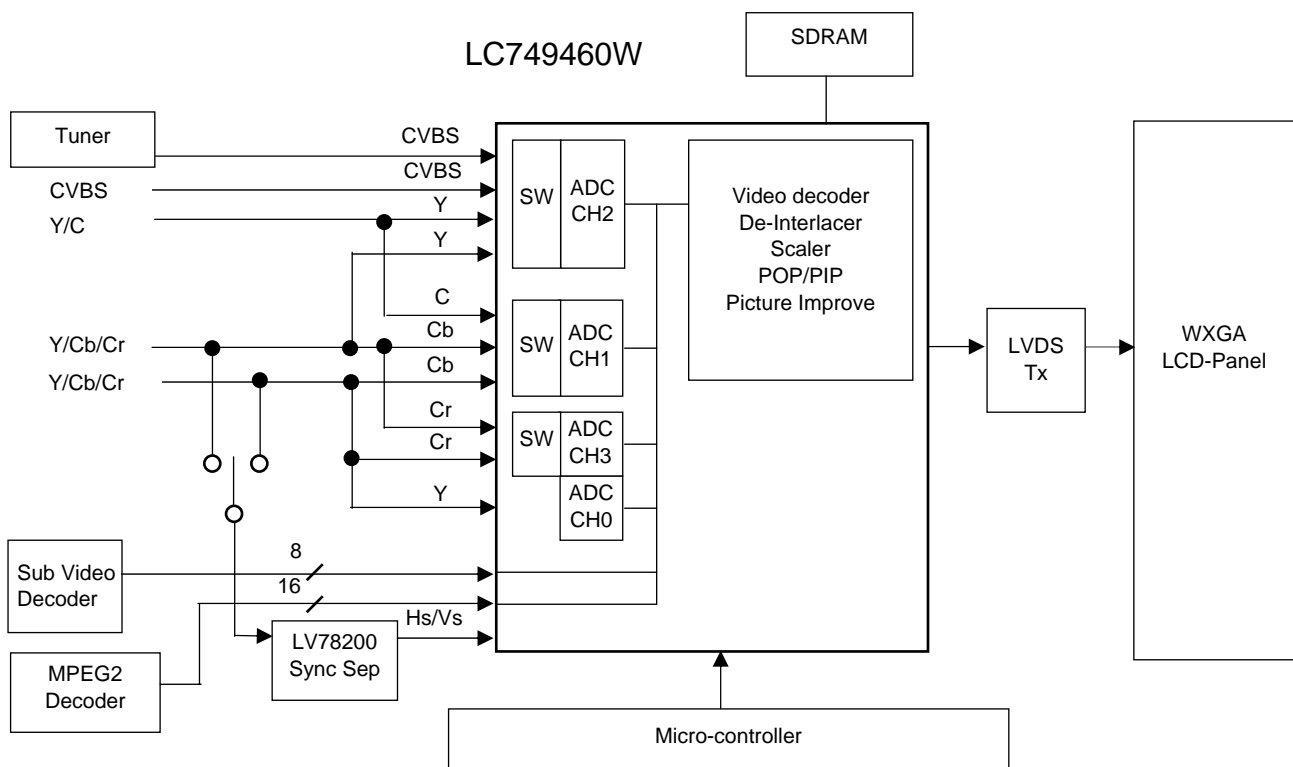 LC749460W
SDRAM
Tuner
CVBS
CVBS
CVBS
Y
Y/C
Y
C
Cb
Y/Cb/Cr
Cb
Y/Cb/Cr
Cr
Cr
Y
SW
ADC
CH2
SW
ADC
CH1
SW
ADC
CH3
ADC
CH0
Video decoder
De-Interlacer
Scaler
POP/PIP
Picture Improve
LVDS
Tx
WXGA
LCD-Panel
Sub Video
Decoder
8
16
Hs/Vs
LV78200
Sync Sep
MPEG2
Decoder
Micro-controller